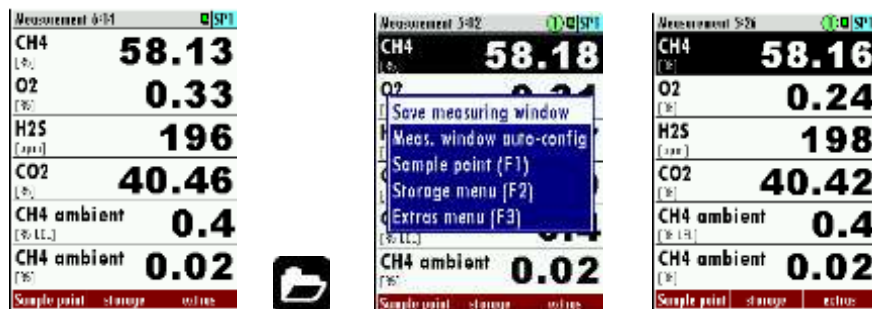 Measurement 6:14 SP1
CH4 58.13
[%]
O2 0.33
[%]
H2S 196
[ppm]
CO2 40.46
[%]
CH4 ambient 0.4
CH4 ambient 0.02
[%]
Sample point storage extras
Measurement 5:02 1 SP1
CH4 58.18
[%]
O2
Save measuring window
Meas. window auto-config
Sample point (F1)
Storage menu (F2)
Extras menu (F3)
CH4 ambient 0.02
[%]
Sample point storage extras
Measurement 5:26 1 SP1
CH4 58.16
[%]
O2 0.24
[%]
H2S 198
[ppm]
CO2 40.42
[%]
CH4 ambient 0.4
CH4 ambient 0.02
[%]
Sample point storage extras